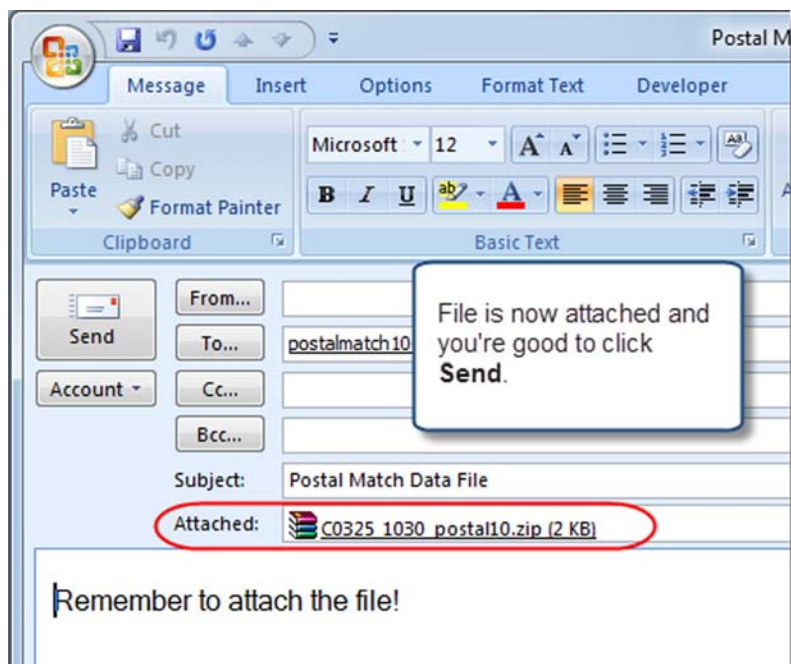 Postal M
Message Insert Options Format Text Developer
Cut
Copy
Paste
Format Painter
Clipboard
Microsoft 12
B I U
Basic Text
From...
Send
To...
postalmatch10
Account
Cc...
Bcc...
File is now attached and
you're good to click
Send.
Subject: Postal Match Data File
Attached: C0325_1030_postal10.zip (2 KB)
Remember to attach the file!